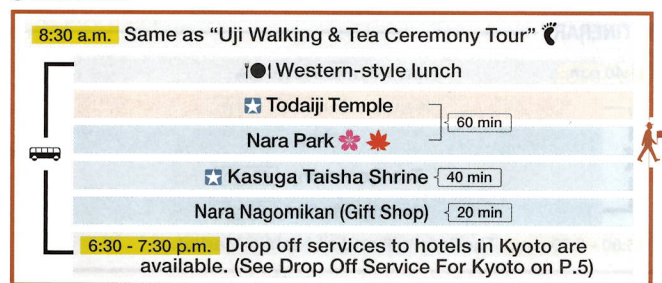 8:30 a.m. Same as “Uji Walking & Tea Ceremony Tour”
Western-style lunch
Todaiji Temple
60 min
Nara Park
Kasuga Taisha Shrine 40 min
Nara Nagomikan (Gift Shop) 20 min
6:30 - 7:30 p.m. Drop off services to hotels in Kyoto are
available. (See Drop Off Service For Kyoto on P.5)